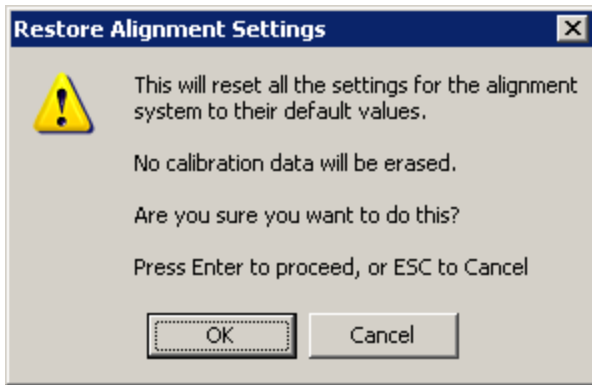 Restore Alignment Settings
This will reset all the settings for the alignment
system to their default values.
No calibration data will be erased.
Are you sure you want to do this?
Press Enter to proceed, or ESC to Cancel
OK
Cancel